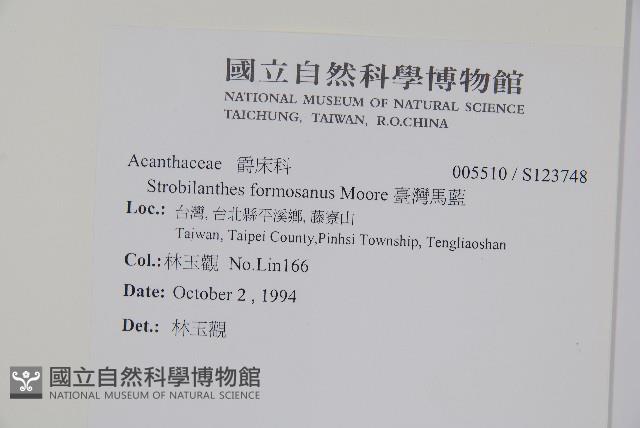 國立自然科學博物館
NATIONAL MUSEUM OF NATURAL SCIENCE
TAICHUNG, TAIWAN, R.O.CHINA
Acanthaceae 爵床科 005510 / S123748
Strobilanthes formosanus Moore 臺灣馬藍
Loc.: 台灣, 台北縣平溪鄉, 藤寮山
Taiwan, Taipei County,Pinhsi Township, Tengliaoshan
Col.: 林玉觀 No.Lin166
Date: October 2 , 1994
Det.: 林玉觀
國立自然科學博物館
NATIONAL MUSEUM OF NATURAL SCIENCE